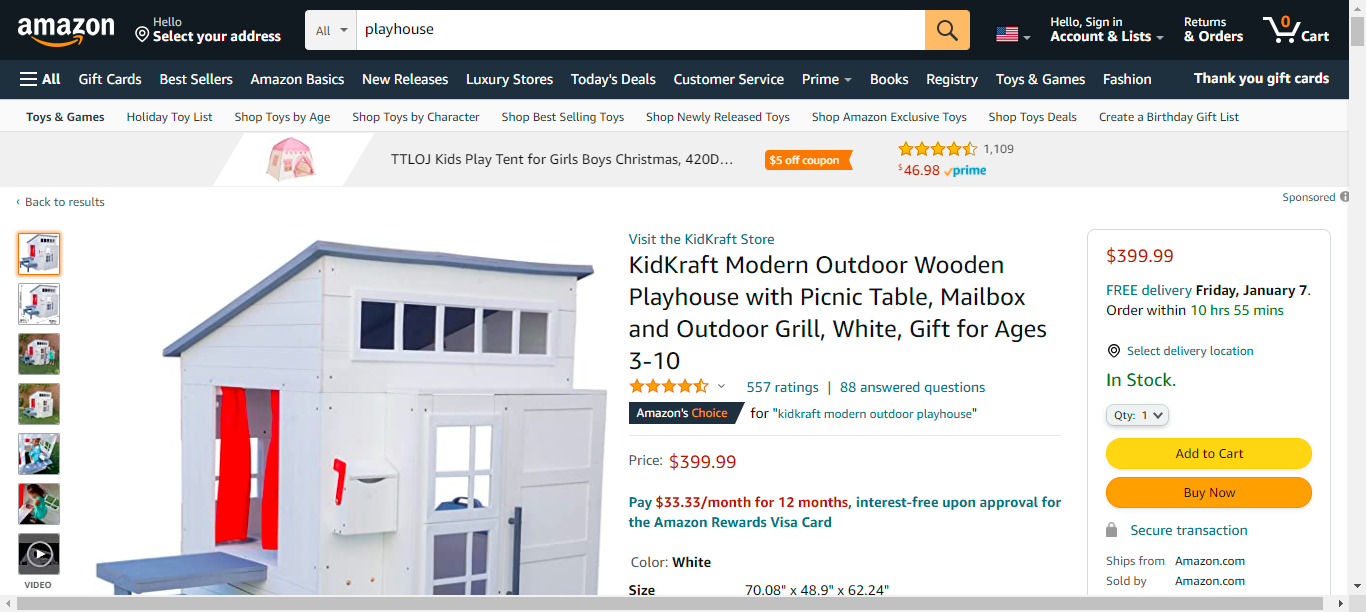 amazon
Hello
Select your address
All
playhouse
Hello, Sign in
Account & Lists
Returns
& Orders
0
Cart
All
Gift Cards
Best Sellers
Amazon Basics
New Releases
Luxury Stores
Today's Deals
Customer Service
Prime
Books
Registry
Toys & Games
Fashion
Thank you gift cards
Toys & Games
Holiday Toy List
Shop Toys by Age
Shop Toys by Character
Shop Best Selling Toys
Shop Newly Released Toys
Shop Amazon Exclusive Toys
Shop Toys Deals
Create a Birthday Gift List
TTLOJ Kids Play Tent for Girls Boys Christmas, 420D…
$5 off coupon
1,109
$46.98 prime
Sponsored
‹ Back to results
VIDEO
Visit the KidKraft Store
KidKraft Modern Outdoor Wooden
Playhouse with Picnic Table, Mailbox
and Outdoor Grill, White, Gift for Ages
3-10
557 ratings | 88 answered questions
Amazon's Choice for "kidkraft modern outdoor playhouse"
Price: $399.99
Pay $33.33/month for 12 months, interest-free upon approval for
the Amazon Rewards Visa Card
Color: White
Size 70.08" x 48.9" x 62.24"
$399.99
FREE delivery Friday, January 7.
Order within 10 hrs 55 mins
Select delivery location
In Stock.
Qty: 1
Add to Cart
Buy Now
Secure transaction
Ships from Amazon.com
Sold by Amazon.com